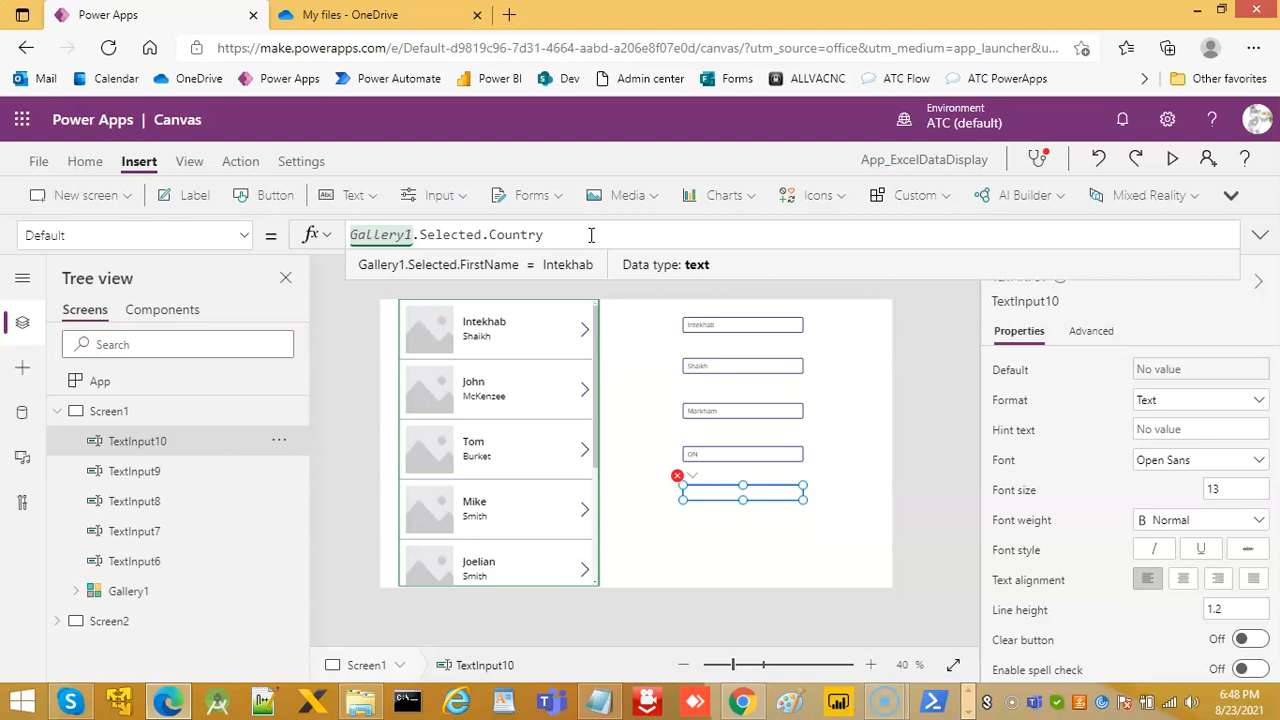 Power Apps
My files - OneDrive
https://make.powerapps.com/e/Default-d9819c96-7d31-4664-aabd-a206e8f07e0d/canvas/?utm_source=office&utm_medium=app_launcher&u...
Mail
Calendar
OneDrive
Power Apps
Power Automate
Power BI
Dev
Admin center
Forms
ALLVACNC
ATC Flow
ATC PowerApps
Other favorites
Power Apps | Canvas
Environment
ATC (default)
File
Home
Insert
View
Action
Settings
App_ExcelDataDisplay
New screen
Label
Button
Text
Input
Forms
Media
Charts
Icons
Custom
AI Builder
Mixed Reality
Default
=
fx
Gallery1.Selected.Country
Gallery1.Selected.FirstName = Intekhab
Data type: text
Tree view
Screens
Components
Search
App
Screen1
TextInput10
TextInput9
TextInput8
TextInput7
TextInput6
Gallery1
Screen2
Intekhab
Shaikh
John
McKenzee
Tom
Burket
Mike
Smith
Joelian
Smith
Intekhab
Shaikh
Markham
ON
TextInput10
Properties
Advanced
Default
No value
Format
Text
Hint text
No value
Font
Open Sans
Font size
13
Font weight
B Normal
Font style
Text alignment
Line height
1.2
Clear button
Off
Enable spell check
Off
Screen1
TextInput10
40 %
6:48 PM
8/23/2021